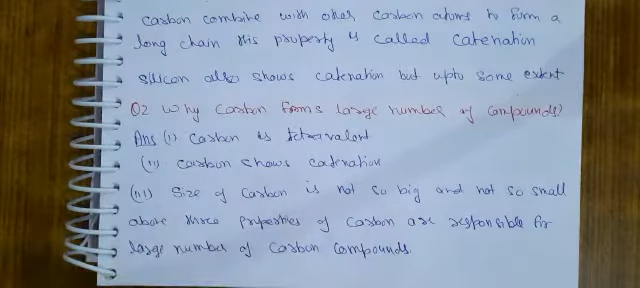 Carbon combine with other carbon atoms to form a
long chain this property is called catenation
silicon also shows catenation but upto some extent
Q2 Why Carbon forms large number of compounds?
Ans (i) Carbon is tetravalent
(ii) carbon shows catenation
(iii) Size of Carbon is not so big and not so small
above three properties of Carbon are responsible for
large number of Carbon Compounds.